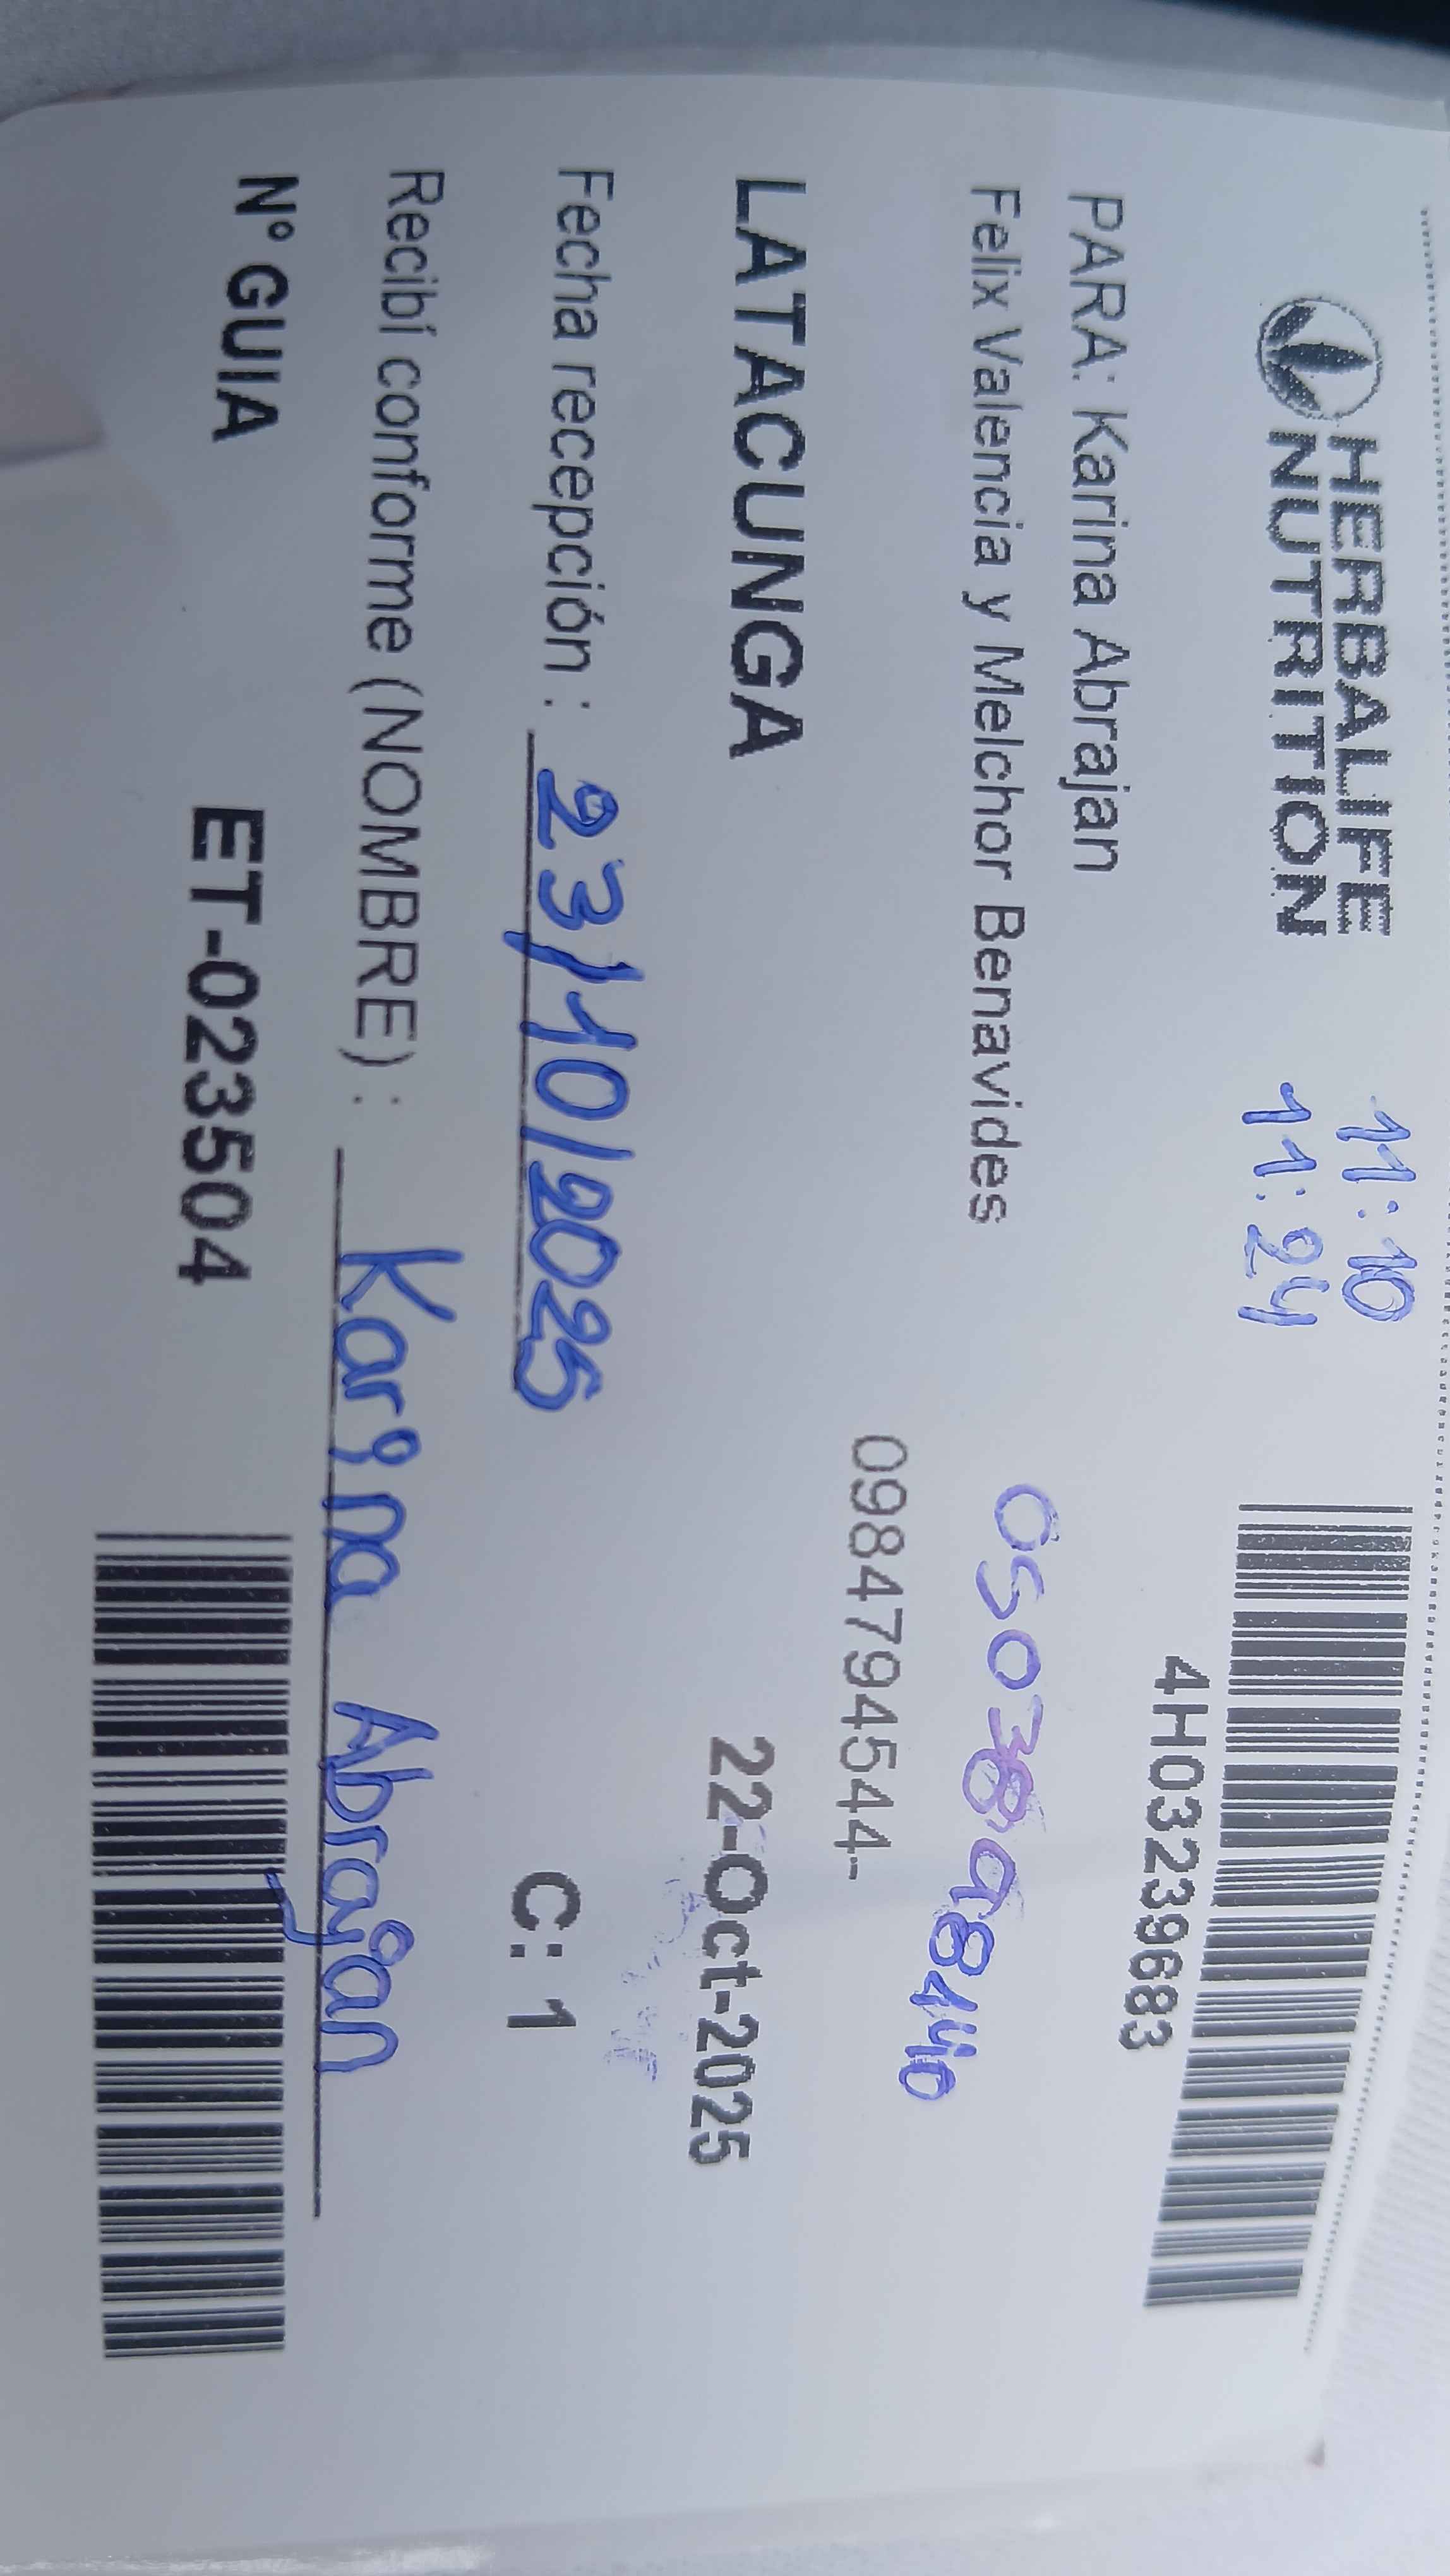 HERBALIFE
NUTRITION
11:10
11:24
4H03239683
PARA: Karina Abrajan
Felix Valencia y Melchor Benavides
0503898440
0984794544-
LATACUNGA
22-Oct-2025
Fecha recepción : 23/10/2025
C: 1
Recibí conforme (NOMBRE) : Karina Abrajan
N° GUIA ET-023504